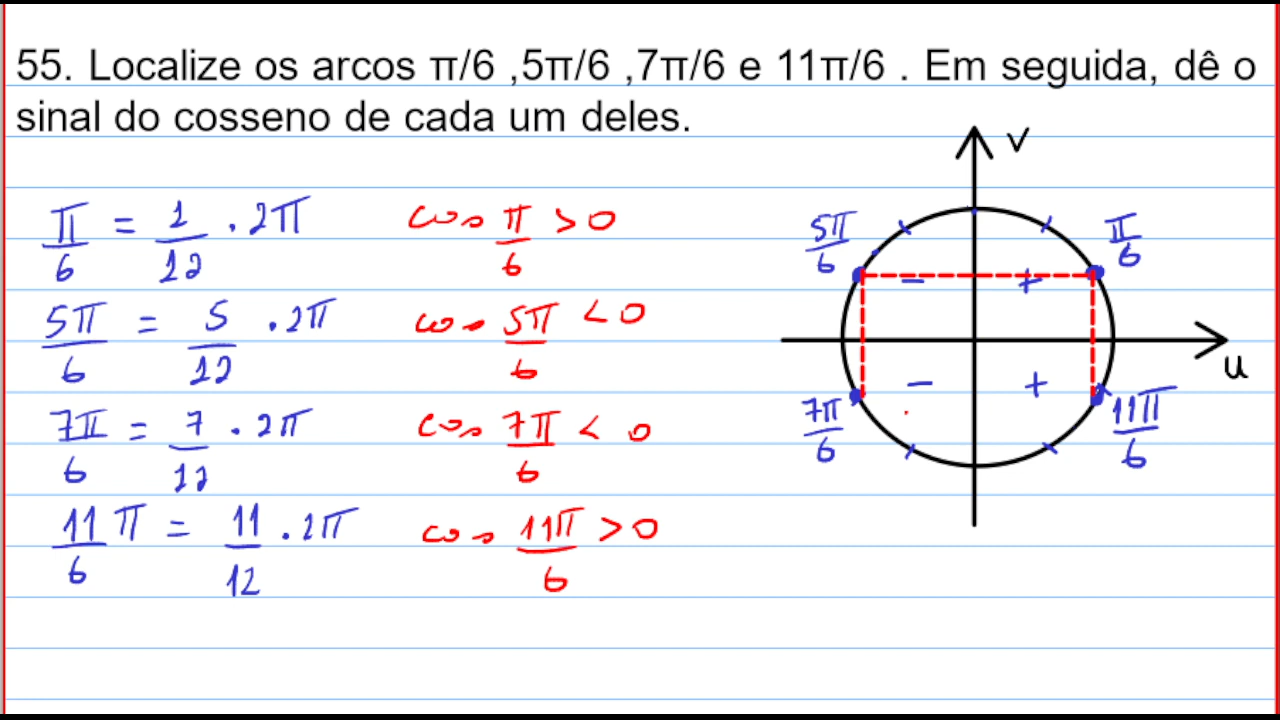 55. Localize os arcos π/6 ,5π/6 ,7π/6 e 11π/6 . Em seguida, dê o
sinal do cosseno de cada um deles.
π/6 = 1/12 . 2π
cos π/6 > 0
5π/6 = 5/12 . 2π
cos 5π/6 < 0
7π/6 = 7/12 . 2π
cos 7π/6 < 0
11/6 π = 11/12 . 2π
cos 11π/6 > 0
v
5π/6
π/6
- +
u
- +
7π/6
11π/6